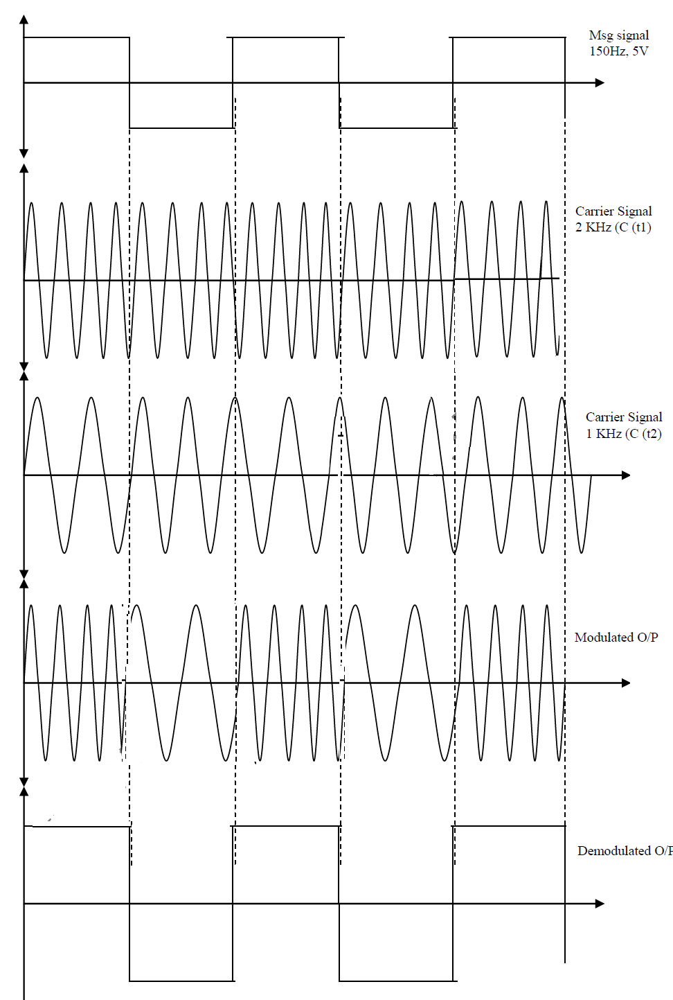 Msg signal
150Hz, 5V
Carrier Signal
2 KHz (C (t1)
Carrier Signal
1 KHz (C (t2)
Modulated O/P
Demodulated O/P